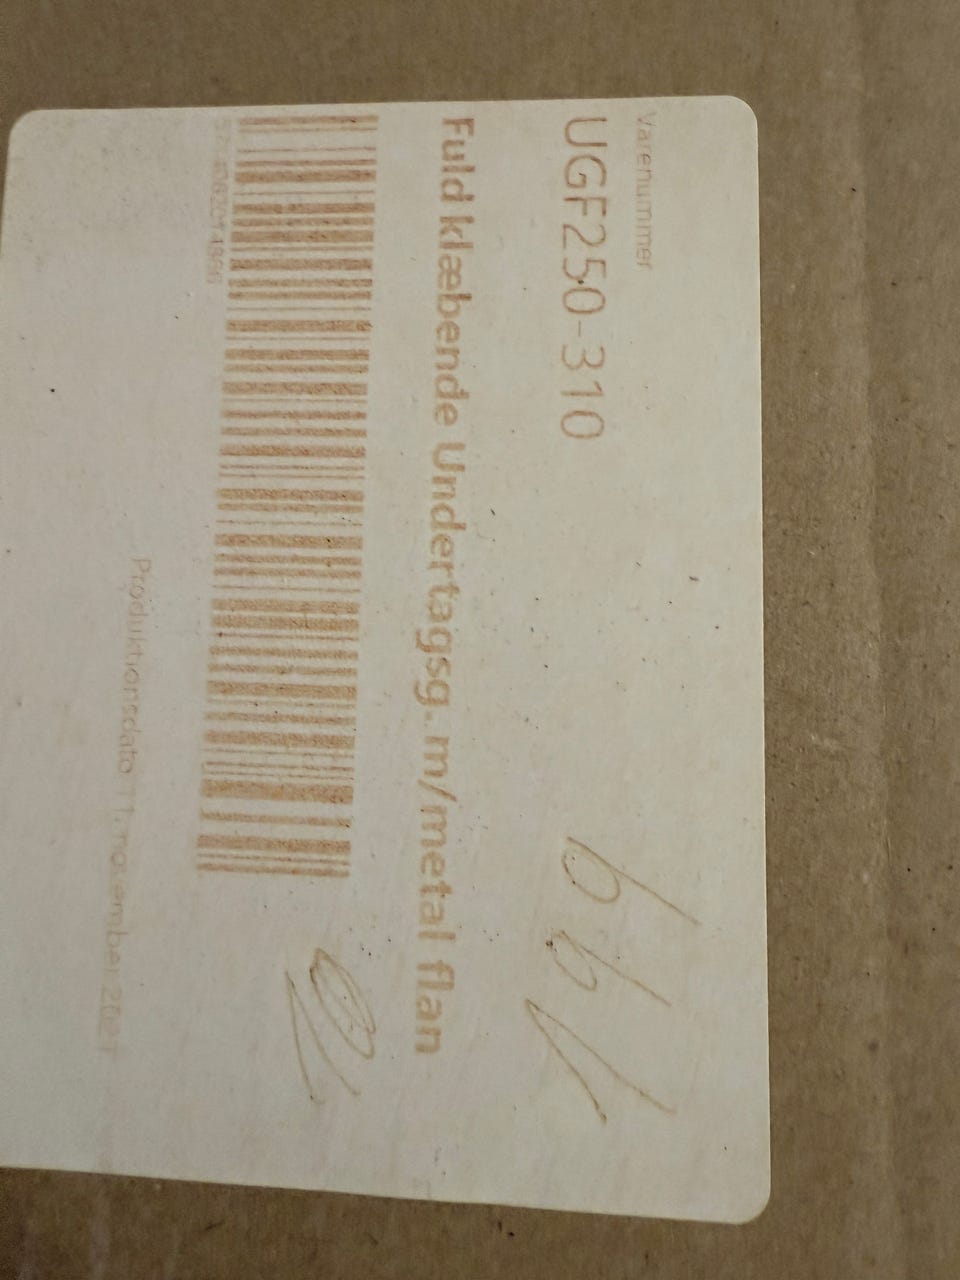 Varenummer
UGF250-310
Fuld klæbende Undertagsg. m/metal flan
Produktionsdato 11. november 2021